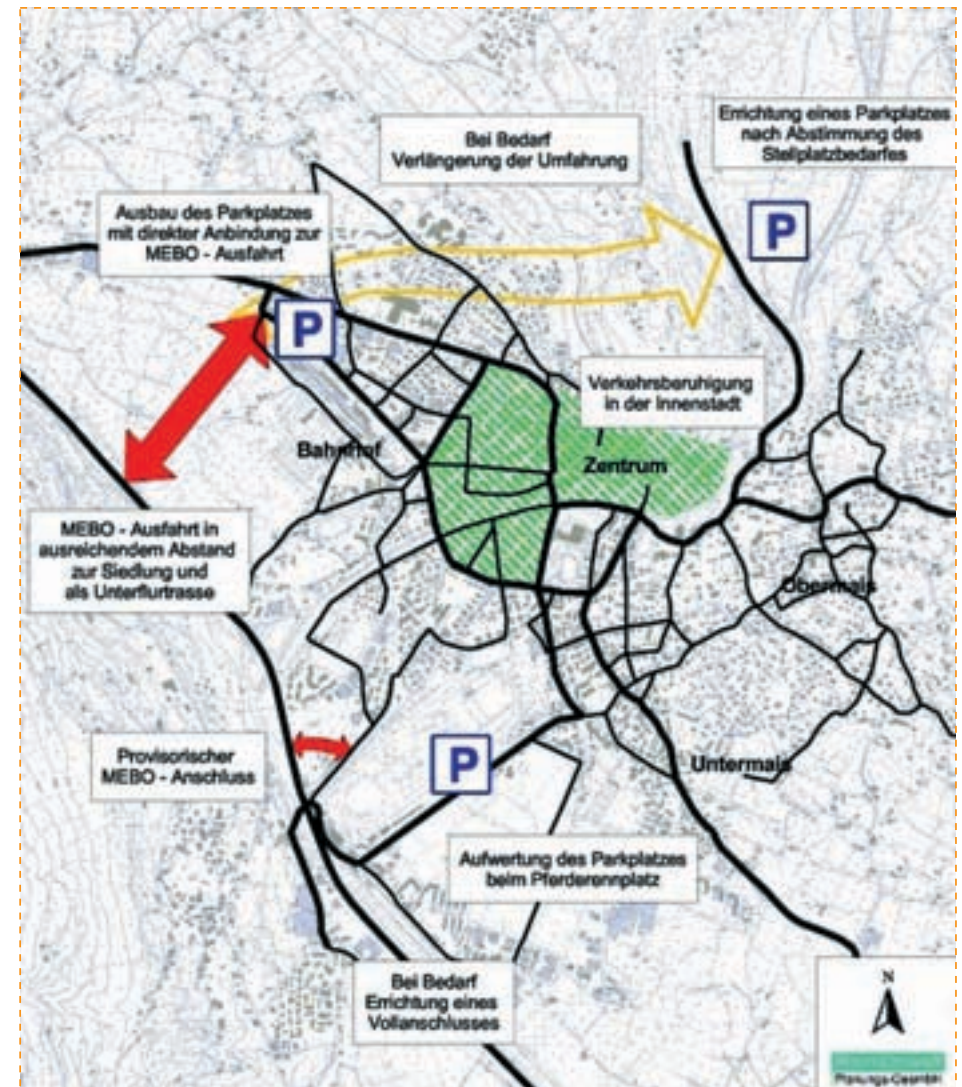 Errichtung eines Parkplatzes
nach Abstimmung des
Stellplatzbedarfes
Bei Bedarf
Verlängerung der Umfahrung
P
Ausbau des Parkplatzes
mit direkter Anbindung zur
MEBO - Ausfahrt
P
Verkehrsberuhigung
in der Innenstadt
Bahnhof
Zentrum
MEBO - Ausfahrt in
ausreichendem Abstand
zur Siedlung und
als Unterflurtrasse
Obermais
Provisorischer
MEBO - Anschluss
P
Untermais
Aufwertung des Parkplatzes
beim Pferderennplatz
Bei Bedarf
Errichtung eines
Vollanschlusses
N